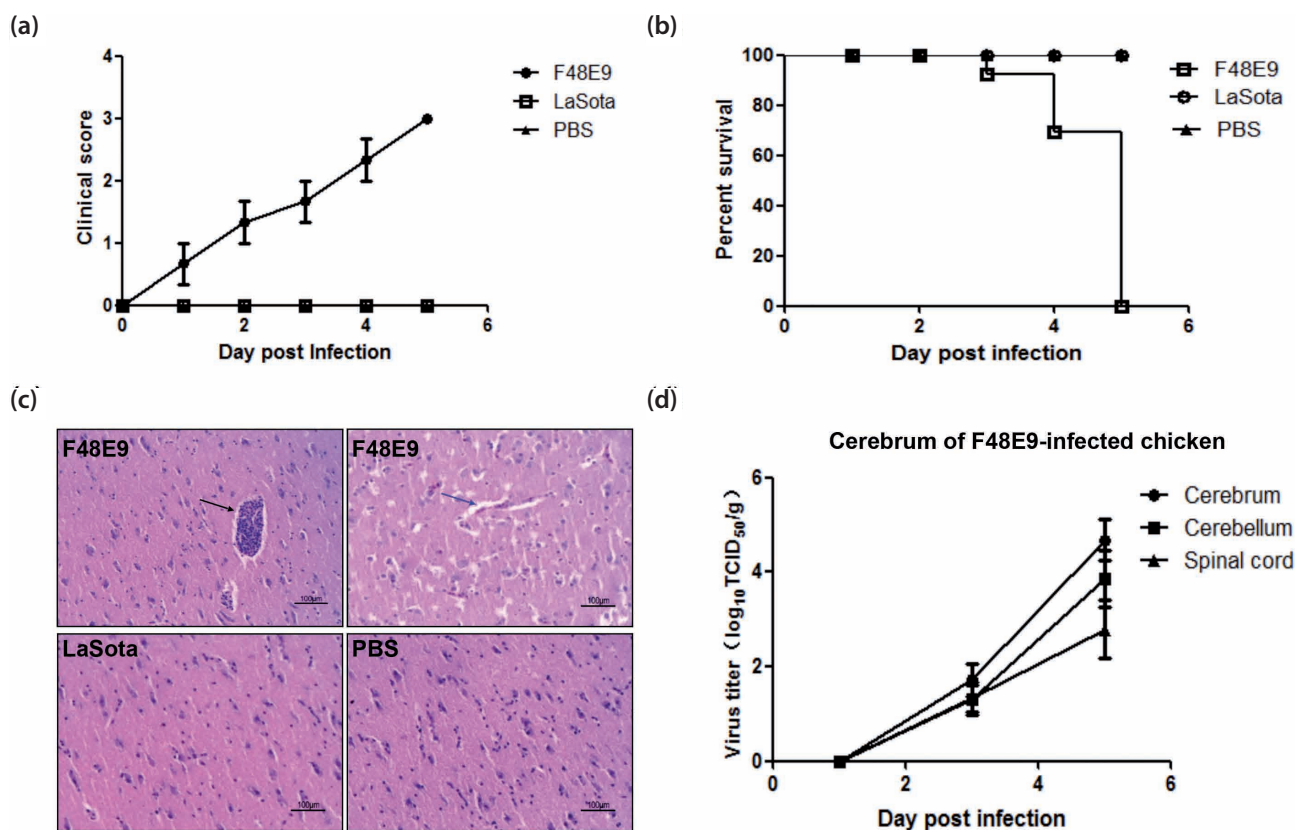 (a)
4
3
2
1
0
0
2
4
6
Clinical score
Day post Infection
F48E9
LaSota
PBS
(b)
100
80
60
40
20
0
0
2
4
6
Percent survival
Day post infection
F48E9
LaSota
PBS
(c)
F48E9
100µm
F48E9
100µm
LaSota
100µm
PBS
100µm
(d)
Cerebrum of F48E9-infected chicken
6
4
2
0
0
2
4
6
Virus titer（log10 TCID50/g）
Day post infection
Cerebrum
Cerebellum
Spinal cord